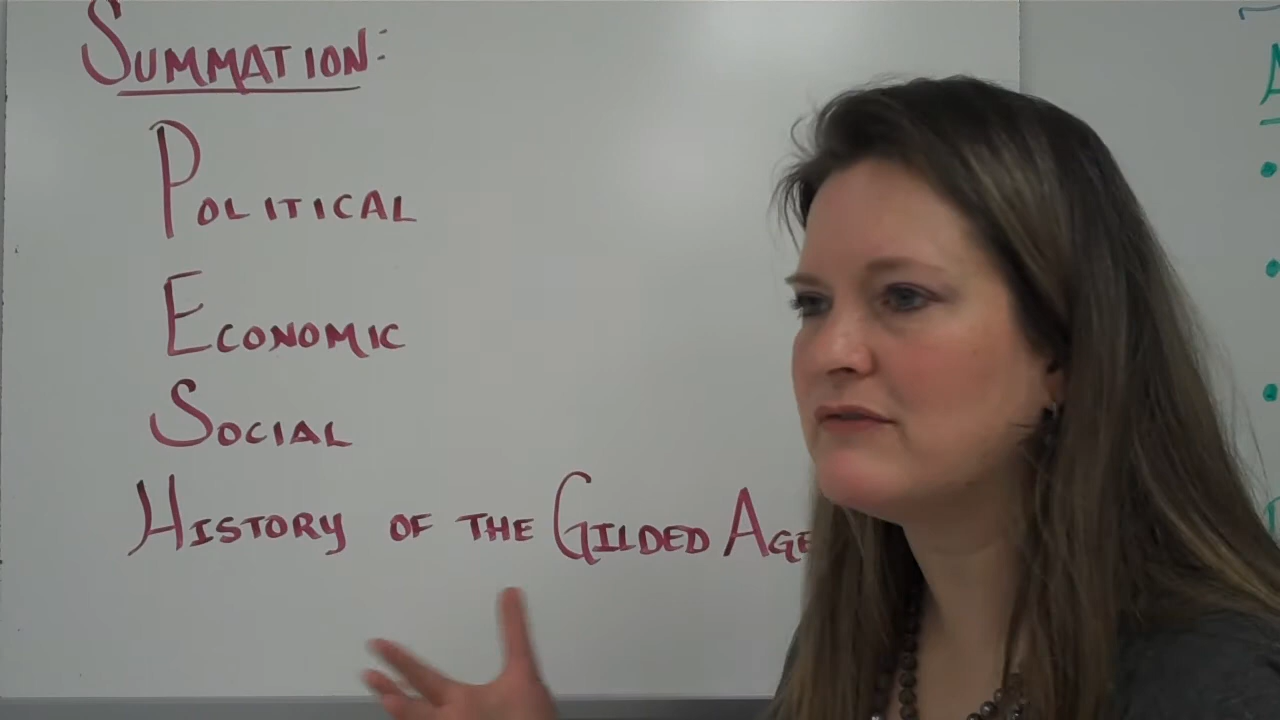 SUMMATION:
POLITICAL
ECONOMIC
SOCIAL
HISTORY OF THE GILDED AGE